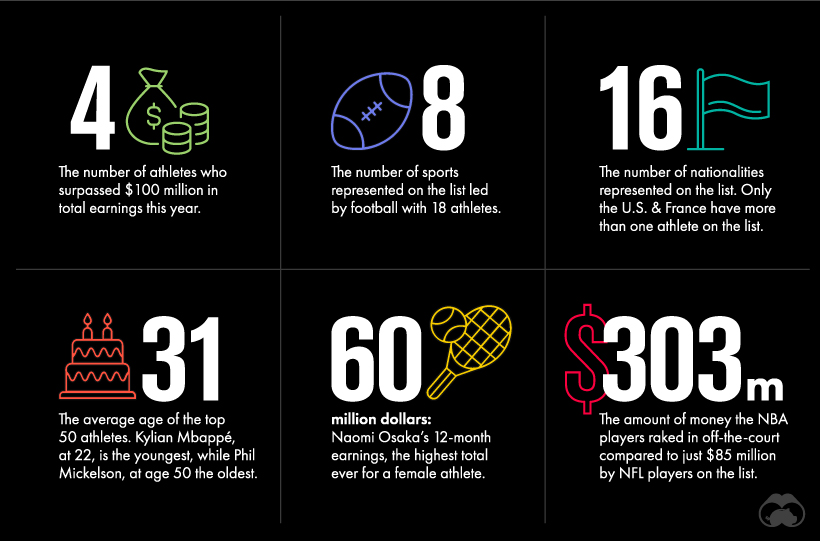 4
The number of athletes who
surpassed $100 million in
total earnings this year.
8
The number of sports
represented on the list led
by football with 18 athletes.
16
The number of nationalities
represented on the list. Only
the U.S. & France have more
than one athlete on the list.
31
The average age of the top
50 athletes. Kylian Mbappé,
at 22, is the youngest, while Phil
Mickelson, at age 50 the oldest.
60
million dollars:
Naomi Osaka's 12-month
earnings, the highest total
ever for a female athlete.
$303m
The amount of money the NBA
players raked in off-the-court
compared to just $85 million
by NFL players on the list.